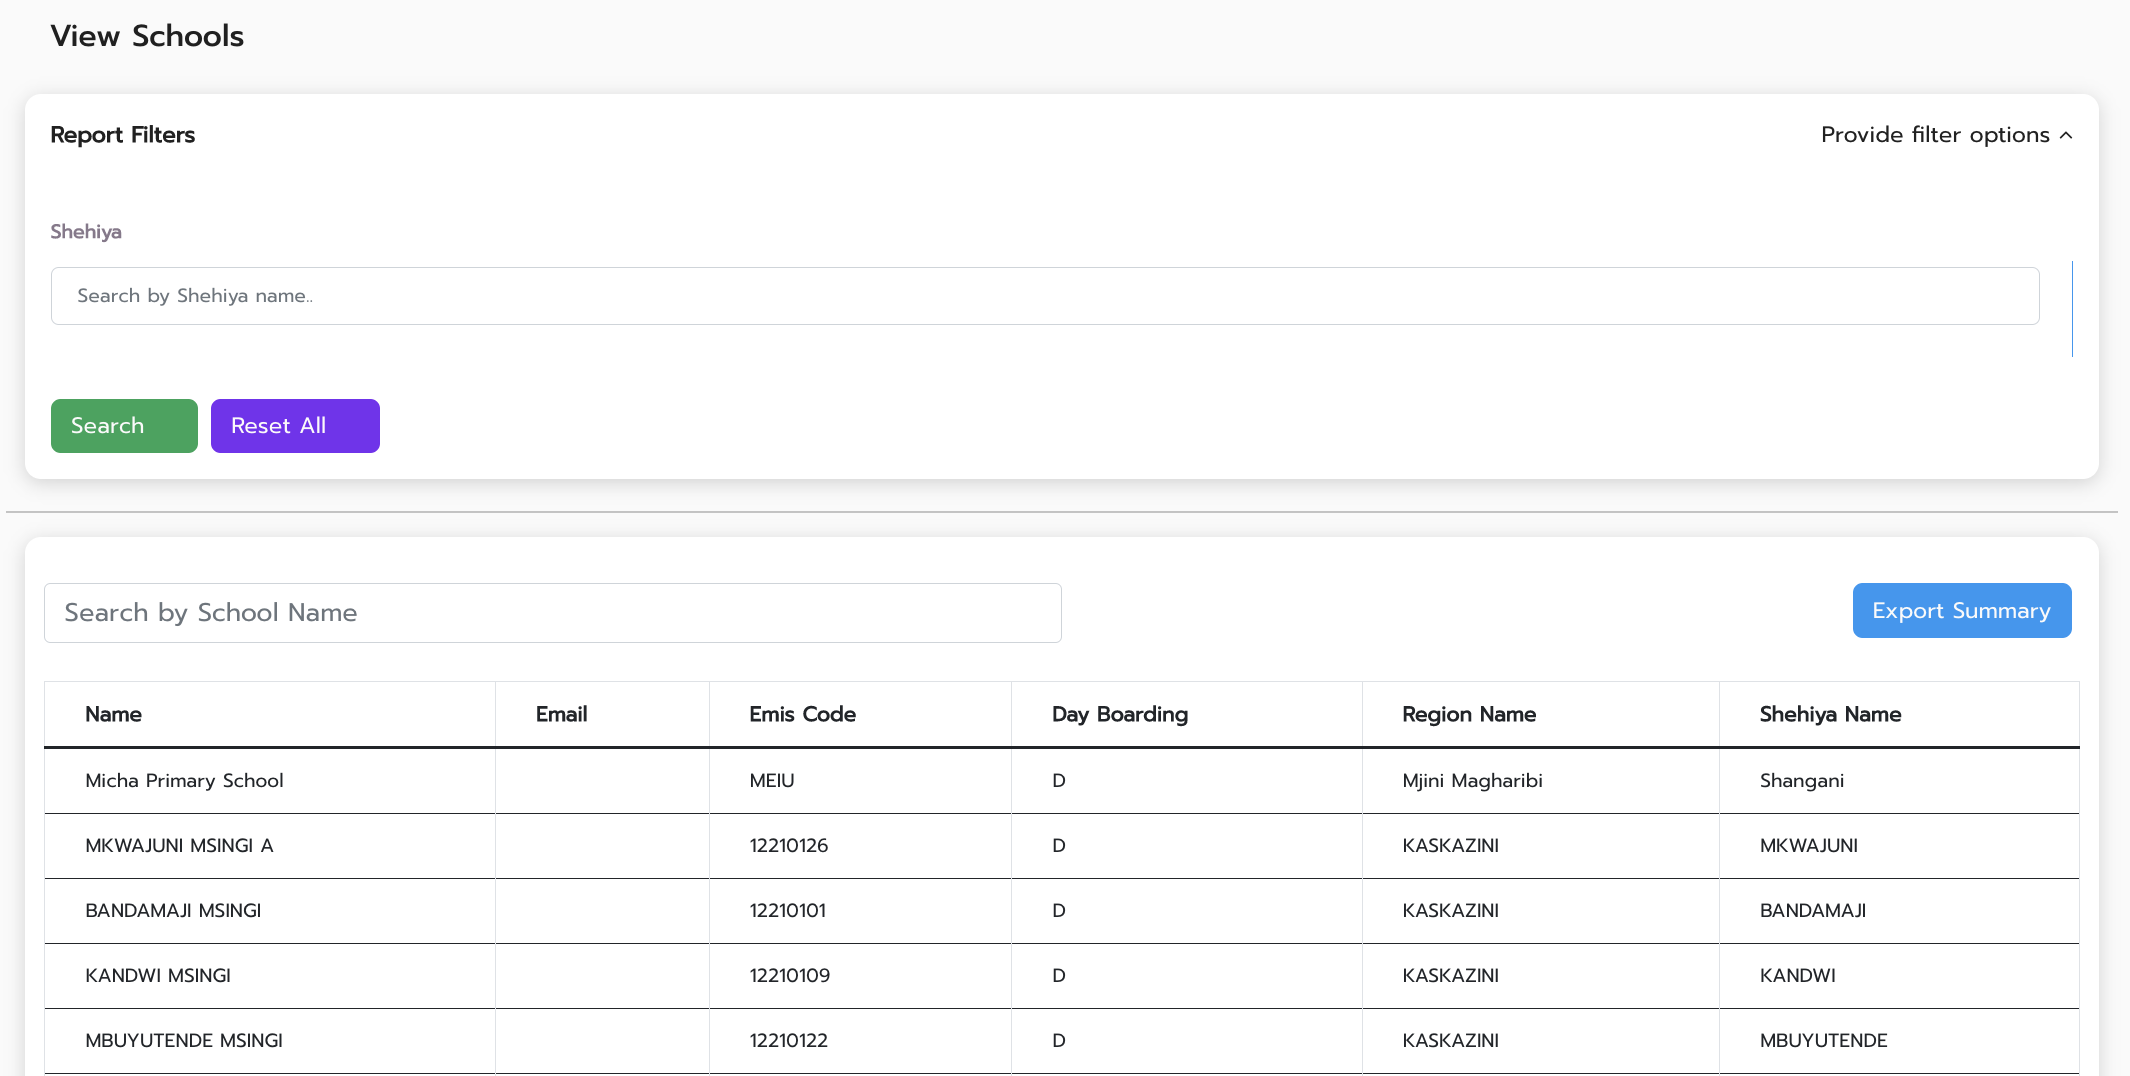 View Schools
Report Filters
Provide filter options
Shehiya
Search by Shehiya name..
Search Reset All
Search by School Name
Export Summary
Name Email Emis Code Day Boarding Region Name Shehiya Name
Micha Primary School MEIU D Mjini Magharibi Shangani
MKWAJUNI MSINGI A 12210126 D KASKAZINI MKWAJUNI
BANDAMAJI MSINGI 12210101 D KASKAZINI BANDAMAJI
KANDWI MSINGI 12210109 D KASKAZINI KANDWI
MBUYUTENDE MSINGI 12210122 D KASKAZINI MBUYUTENDE